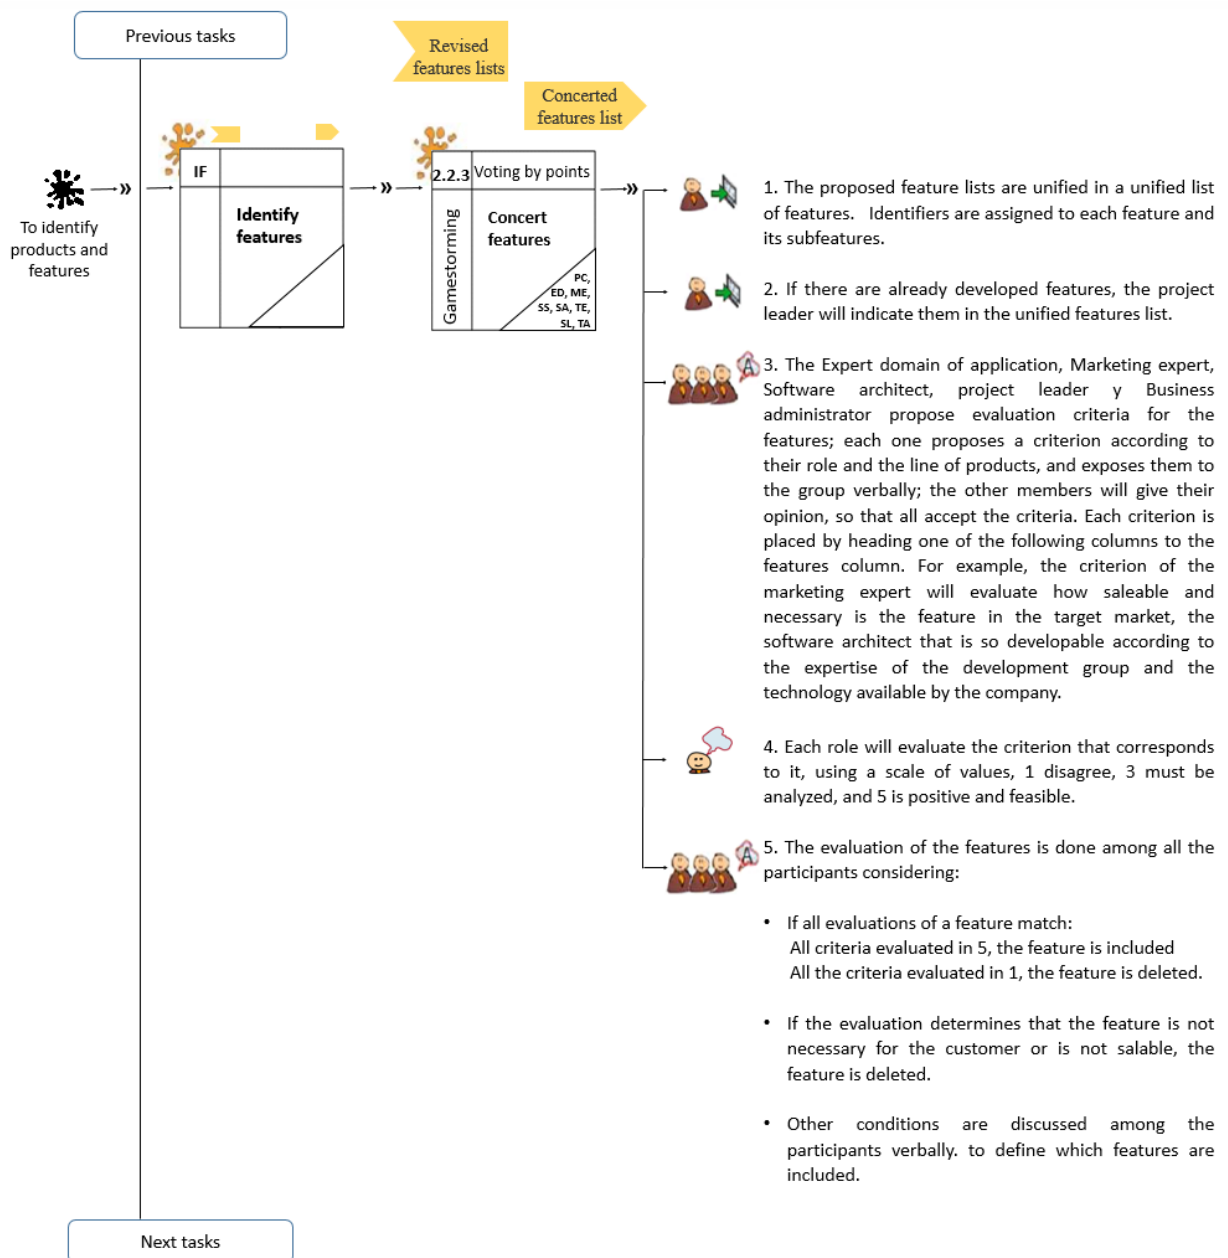 Previous tasks
Revised
features lists
Concerted
features list
IF
Identify
features
2.2.3 Voting by points
Gamestorming
Concert
features
PC,
ED, ME,
SS, SA, TE,
SL, TA
»
»
»
To identify
products and
features
1. The proposed feature lists are unified in a unified list
of features. Identifiers are assigned to each feature and
its subfeatures.
2. If there are already developed features, the project
leader will indicate them in the unified features list.
A
3. The Expert domain of application, Marketing expert,
Software architect, project leader y Business
administrator propose evaluation criteria for the
features; each one proposes a criterion according to
their role and the line of products, and exposes them to
the group verbally; the other members will give their
opinion, so that all accept the criteria. Each criterion is
placed by heading one of the following columns to the
features column. For example, the criterion of the
marketing expert will evaluate how saleable and
necessary is the feature in the target market, the
software architect that is so developable according to
the expertise of the development group and the
technology available by the company.
4. Each role will evaluate the criterion that corresponds
to it, using a scale of values, 1 disagree, 3 must be
analyzed, and 5 is positive and feasible.
A
5. The evaluation of the features is done among all the
participants considering:
• If all evaluations of a feature match:
All criteria evaluated in 5, the feature is included
All the criteria evaluated in 1, the feature is deleted.
• If the evaluation determines that the feature is not
necessary for the customer or is not salable, the
feature is deleted.
• Other conditions are discussed among the
participants verbally. to define which features are
included.
Next tasks